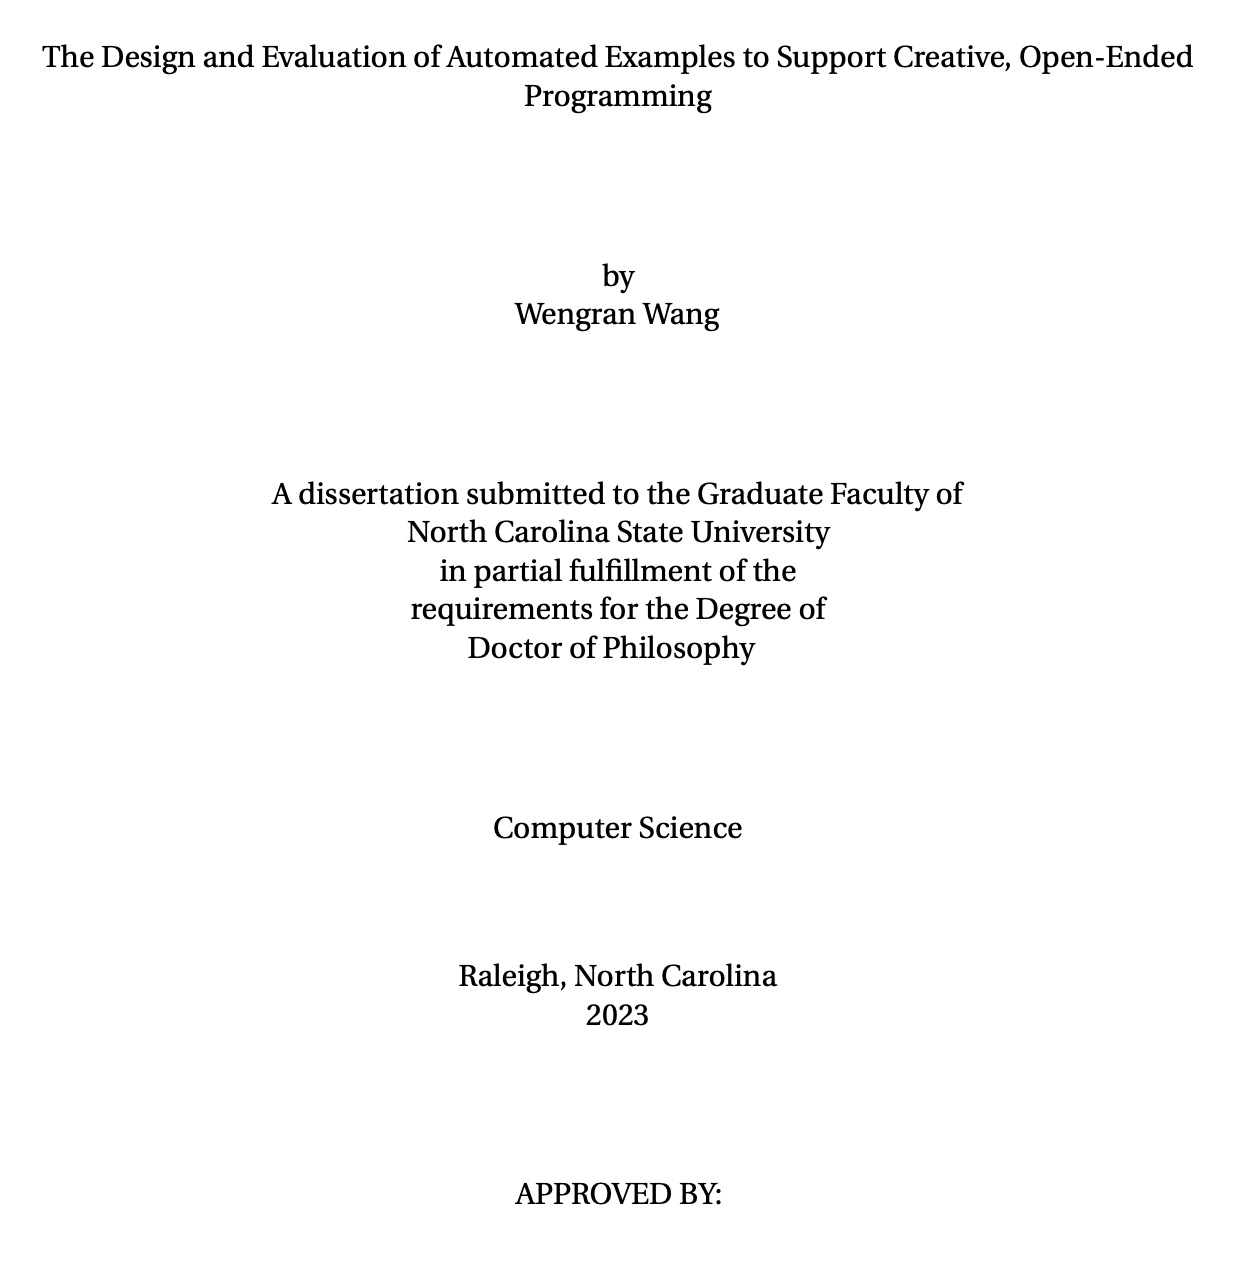 The Design and Evaluation of Automated Examples to Support Creative, Open-Ended
Programming
by
Wengran Wang
A dissertation submitted to the Graduate Faculty of
North Carolina State University
in partial fulfillment of the
requirements for the Degree of
Doctor of Philosophy
Computer Science
Raleigh, North Carolina
2023
APPROVED BY: